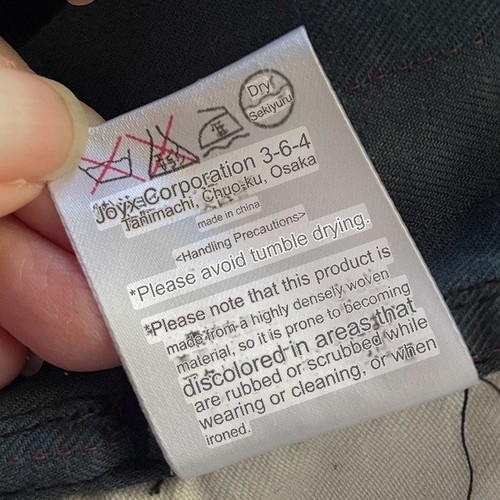 Dry
Sekiyuru
Joyx Corporation 3-6-4
Tanimachi, Chuo-ku, Osaka
made in china
<Handling Precautions>
*Please avoid tumble drying.
*Please note that this product is
made from a highly densely woven
material, so it is prone to becoming
discolored in areas that
are rubbed or scrubbed while
wearing or cleaning, or when
ironed.